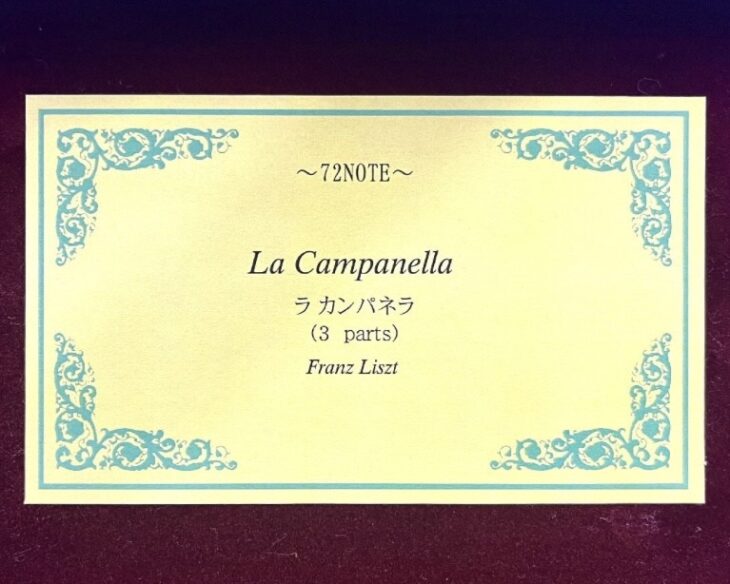 ～72NOTE～
La Campanella
ラ カンパネラ
(3 parts)
Franz Liszt